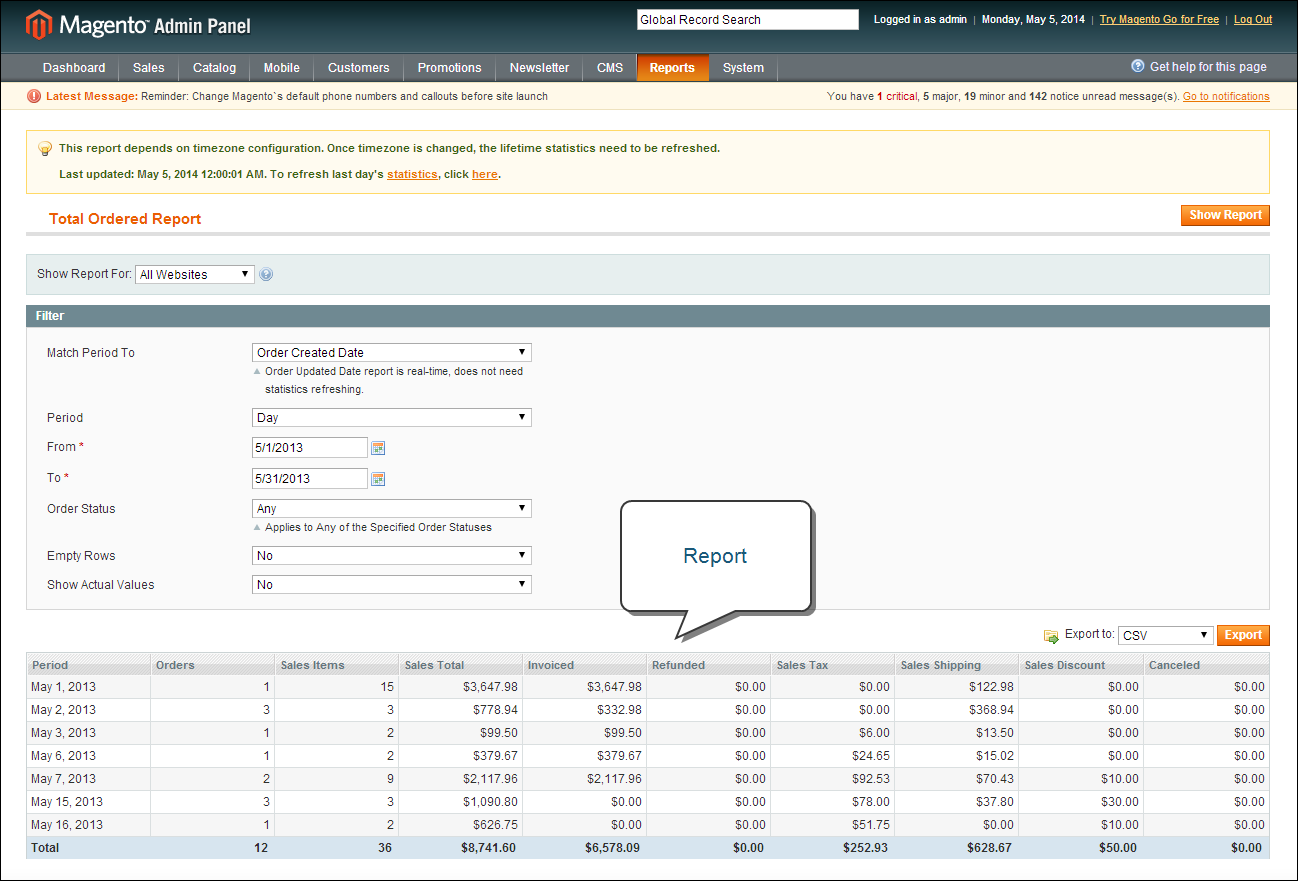 Magento™ Admin Panel
Global Record Search
Logged in as admin | Monday, May 5, 2014 | Try Magento Go for Free | Log Out
Dashboard Sales Catalog Mobile Customers Promotions Newsletter CMS Reports System Get help for this page
Latest Message: Reminder: Change Magento`s default phone numbers and callouts before site launch
You have 1 critical, 5 major, 19 minor and 142 notice unread message(s). Go to notifications
This report depends on timezone configuration. Once timezone is changed, the lifetime statistics need to be refreshed.
Last updated: May 5, 2014 12:00:01 AM. To refresh last day's statistics, click here.
Total Ordered Report
Show Report
Show Report For: All Websites
Filter
Match Period To Order Created Date
Order Updated Date report is real-time, does not need
statistics refreshing.
Period Day
From * 5/1/2013
To * 5/31/2013
Order Status Any
Applies to Any of the Specified Order Statuses
Empty Rows No
Show Actual Values No
Report
Export to: CSV Export
Period Orders Sales Items Sales Total Invoiced Refunded Sales Tax Sales Shipping Sales Discount Canceled
May 1, 2013 1 15 $3,647.98 $3,647.98 $0.00 $0.00 $122.98 $0.00 $0.00
May 2, 2013 3 3 $778.94 $332.98 $0.00 $0.00 $368.94 $0.00 $0.00
May 3, 2013 1 2 $99.50 $99.50 $0.00 $6.00 $13.50 $0.00 $0.00
May 6, 2013 1 2 $379.67 $379.67 $0.00 $24.65 $15.02 $0.00 $0.00
May 7, 2013 2 9 $2,117.96 $2,117.96 $0.00 $92.53 $70.43 $10.00 $0.00
May 15, 2013 3 3 $1,090.80 $0.00 $0.00 $78.00 $37.80 $30.00 $0.00
May 16, 2013 1 2 $626.75 $0.00 $0.00 $51.75 $0.00 $10.00 $0.00
Total 12 36 $8,741.60 $6,578.09 $0.00 $252.93 $628.67 $50.00 $0.00